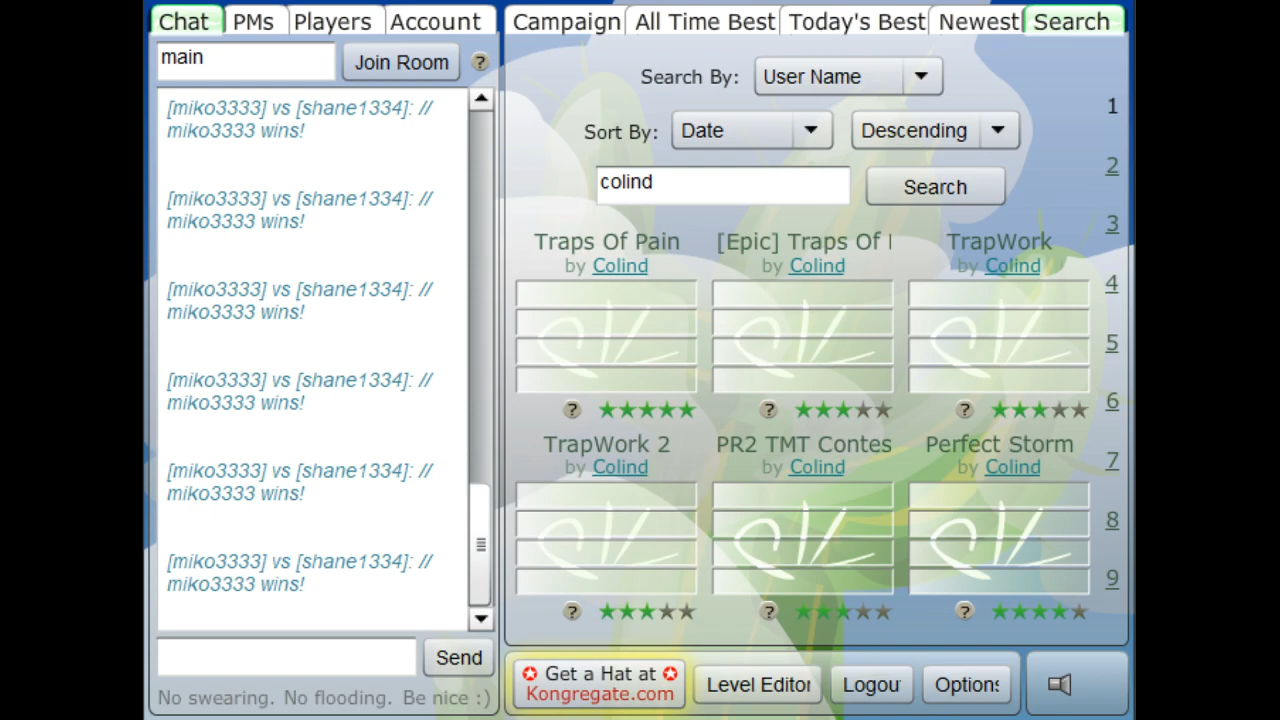 Chat PMs Players Account
main Join Room ?
[miko3333] vs [shane1334]: //
miko3333 wins!
[miko3333] vs [shane1334]: //
miko3333 wins!
[miko3333] vs [shane1334]: //
miko3333 wins!
[miko3333] vs [shane1334]: //
miko3333 wins!
[miko3333] vs [shane1334]: //
miko3333 wins!
[miko3333] vs [shane1334]: //
miko3333 wins!
Send
No swearing. No flooding. Be nice :)
Campaign All Time Best Today's Best Newest Search
Search By: User Name
Sort By: Date Descending
colind Search
Traps Of Pain [Epic] Traps Of TrapWork
by Colind by Colind by Colind
? ? ?
TrapWork 2 PR2 TMT Contes Perfect Storm
by Colind by Colind by Colind
? ? ?
1
2
3
4
5
6
7
8
9
Get a Hat at
Kongregate.com
Level Editor Logou Options